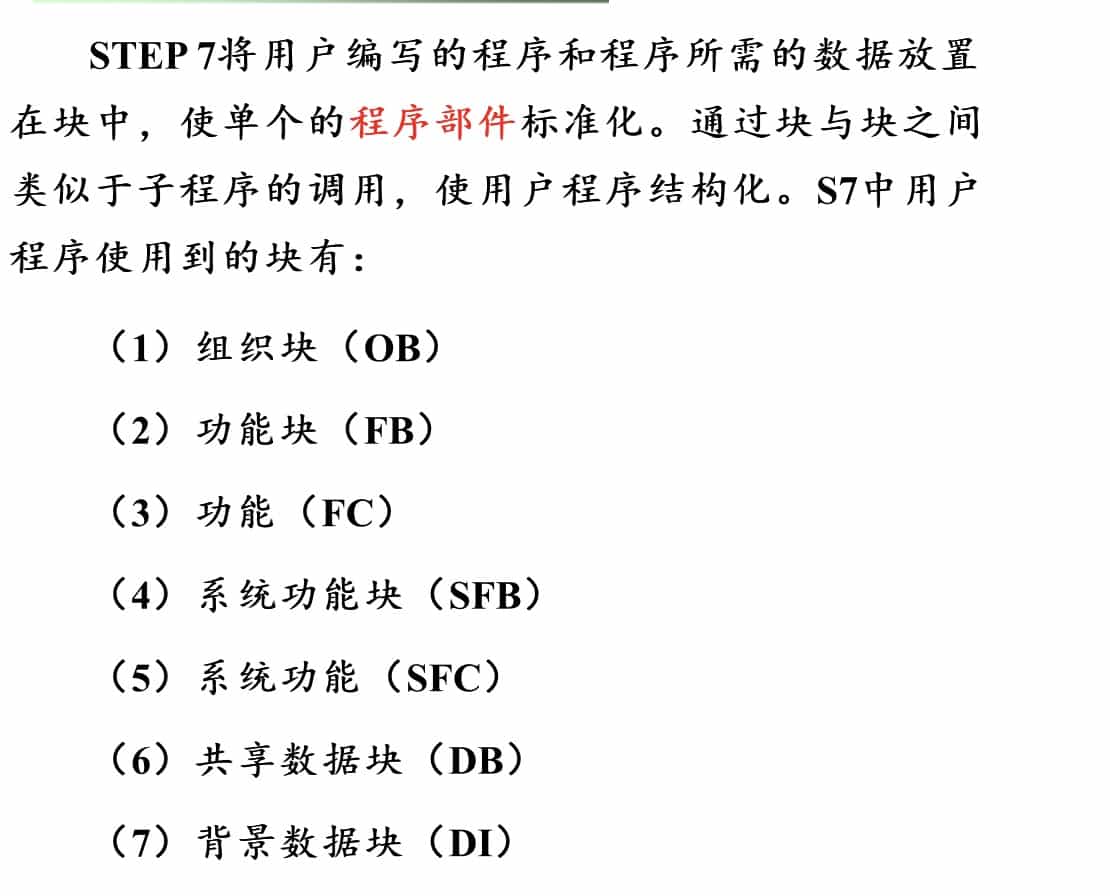 STEP 7将用户编写的程序和程序所需的数据放置
在块中，使单个的程序部件标准化。通过块与块之间
类似于子程序的调用，使用户程序结构化。S7中用户
程序使用到的块有：
（1）组织块（OB）
（2）功能块（FB）
（3）功能（FC）
（4）系统功能块（SFB）
（5）系统功能（SFC）
（6）共享数据块（DB）
（7）背景数据块（DI）